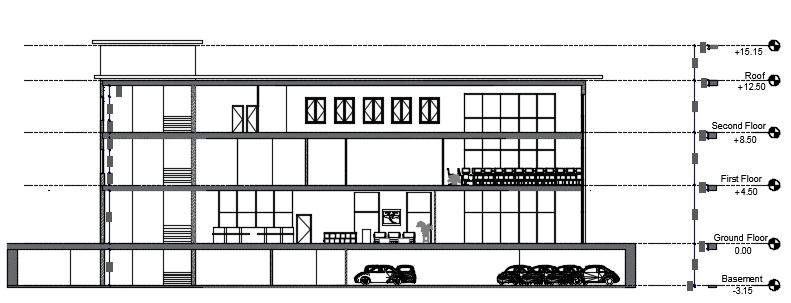 +15.15
Roof
+12.50
Second Floor
+8.50
First Floor
+4.50
Ground Floor
0.00
Basement
-3.15